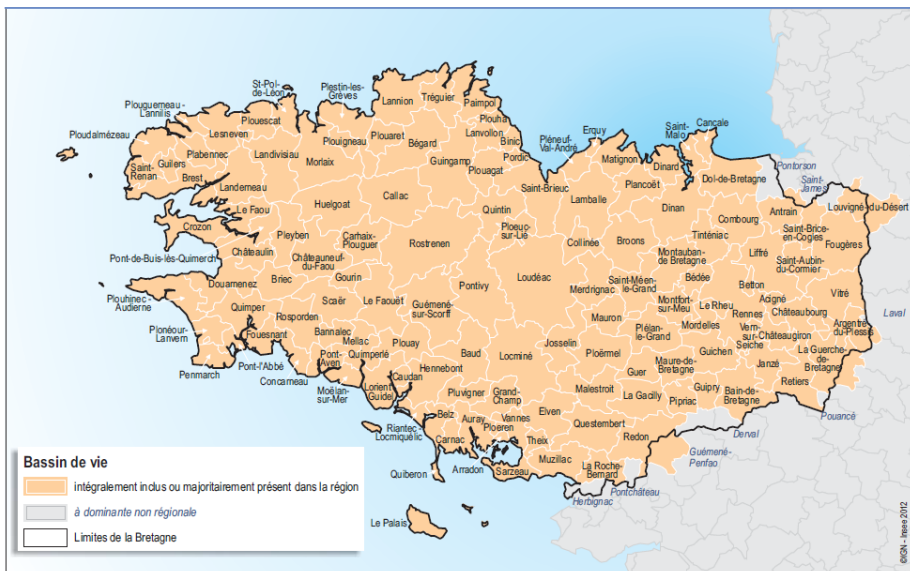 St-Pol-
de-Léon
Plestin-les-
Grèves
Lannion
Tréguier
Paimpol
Plouguerneau -
Lannilis
Plouescat
Plouha
Ploudalmézeau
Lesneven
Plouigneau
Plouaret
Lanvollon
Binic
Pléneuf-
Val-André
Erquy
Saint-
Malo
Cancale
Plabennec
Landivisiau
Morlaix
Bégard
Guingamp
Pordic
Matignon
Dinard
Pontorson
Saint-
Renan
Guilers
Brest
Plouagat
Saint-Brieuc
Plancoët
Dol-de-Bretagne
Saint-
James
Landerneau
Callac
Lamballe
Louvigné-du-Désert
Le Faou
Huelgoat
Quintin
Dinan
Combourg
Antrain
Crozon
Pleyben
Carhaix-
Plouguer
Rostrenen
Ploeuc-
sur-Lié
Collinée
Broons
Tinténiac
Saint-Brice-
en-Cogles
Fougères
Pont-de-Buis-lès-Quimerch
Châteaulin
Châteauneuf-
du-Faou
Montauban-
de Bretagne
Liffré
Saint-Aubin-
du-Cormier
Douarnenez
Briec
Gourin
Loudéac
Saint-Méen-
le-Grand
Bédée
Betton
Plouhinec
-Audierne
Pontivy
Merdrignac
Montfort-
sur-Meu
Le Rheu
Acigné
Vitré
Quimper
Scaër
Le Faouët
Guéméné-
sur-Scorff
Mauron
Rennes
Châteaubourg
Laval
Rosporden
Mordelles
Vern-
sur-
Seiche
Châteaugiron
Argentré-
du-Plessis
Plonéour-
Lanvern
Fouesnant
Bannalec
Mellac
Plouay
Josselin
Plélan-
le-Grand
Guichen
La Guerche-
de-
Bretagne
Pont-
Aven
Quimperlé
Baud
Locminé
Ploërmel
Maure-de-
Bretagne
Janzé
Penmarch
Pont-l'Abbé
Concarneau
Caudan
Hennebont
Guer
Retiers
Moëlan-
sur-Mer
Lorient
Guidel
Pluvigner
Grand-
Champ
Malestroit
La Gacilly
Guipry
Pipriac
Bain-de-
Bretagne
Belz
Elven
Pouancé
Riantec -
Locmiquélic
Auray
Vannes
Ploeren
Questembert
Derval
Carnac
Theix
Redon
Guémené-
Penfao
Quiberon
Arradon
Sarzeau
Muzillac
La Roche-
Bernard
Pontchâteau
Herbignac
Le Palais
Bassin de vie
intégralement inclus ou majoritairement présent dans la région
à dominante non régionale
Limites de la Bretagne
©IGN - Insee 2012